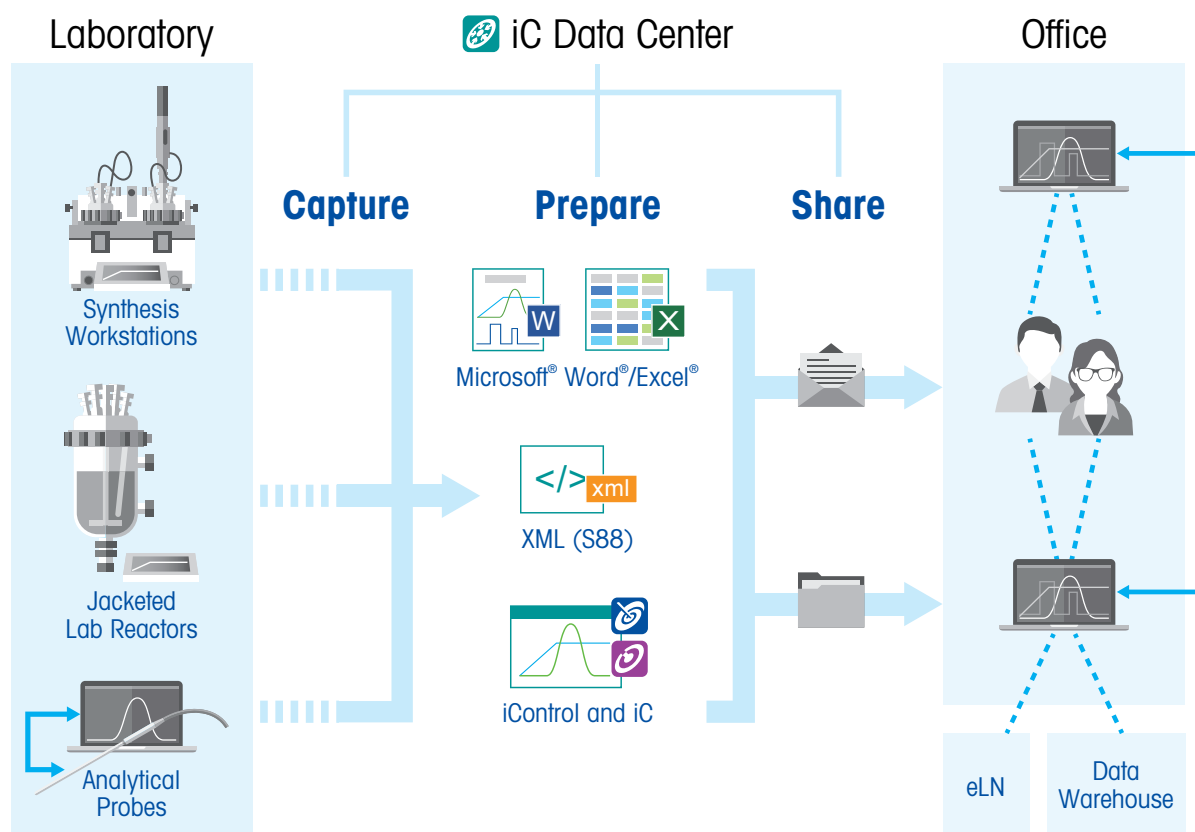 Laboratory
iC Data Center
Office
Capture
Prepare
Share
Synthesis
Workstations
W
X
Microsoft® Word®/Excel®
Jacketed
Lab Reactors
</>
xml
XML (S88)
iControl and iC
Analytical
Probes
eLN
Data
Warehouse